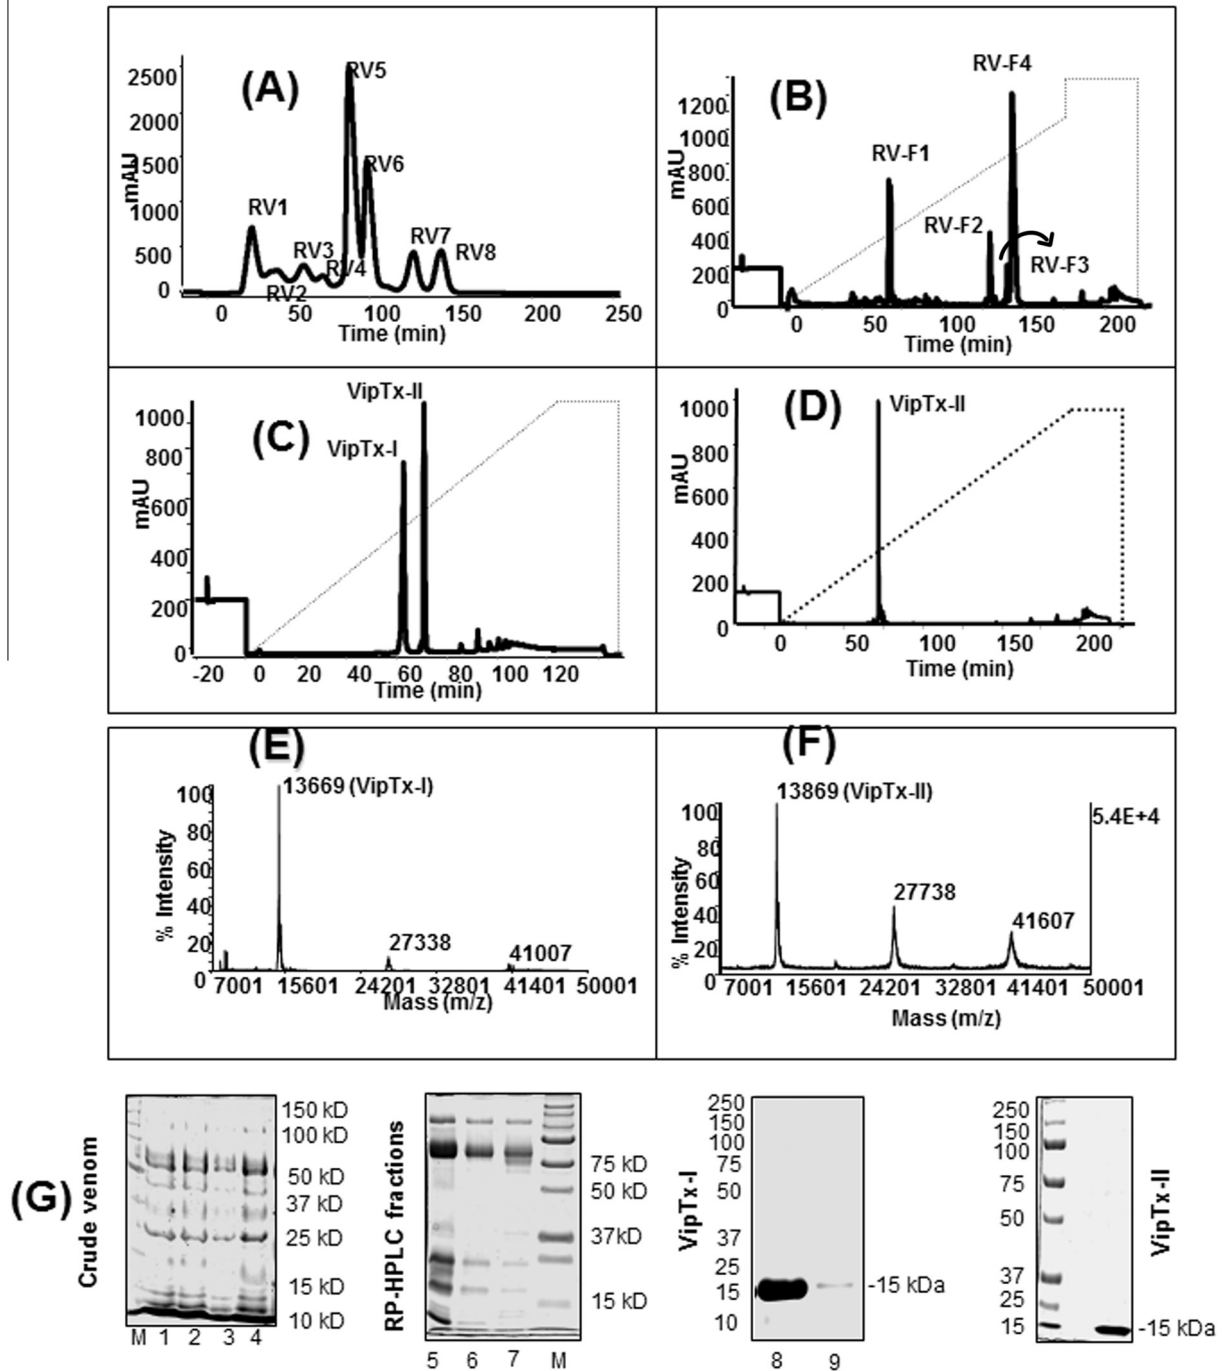 (A)
2500
2000
1500
1000
500
0
mAU
RV1
RV2
RV3
RV4
RV5
RV6
RV7
RV8
0 50 100 150 200 250
Time (min)
(B)
1200
1000
800
600
400
200
0
mAU
RV-F1
RV-F2
RV-F4
RV-F3
0 50 100 150 200
Time (min)
(C)
1000
800
600
400
200
0
mAU
VipTx-I
VipTx-II
-20 0 20 40 60 80 100 120
Time (min)
(D)
1000
800
600
400
200
0
mAU
VipTx-II
0 50 100 150 200
Time (min)
(E)
100
80
60
40
20
0
% Intensity
13669 (VipTx-I)
27338
41007
7001 15601 24201 32801 41401 50001
Mass (m/z)
(F)
100
80
60
40
20
0
% Intensity
13869 (VipTx-II)
27738
41607
5.4E+4
7001 15601 24201 32801 41401 50001
Mass (m/z)
(G)
Crude venom
150 kD
100 kD
50 kD
37 kD
25 kD
15 kD
10 kD
M 1 2 3 4
RP-HPLC fractions
75 kD
50 kD
37kD
15 kD
5 6 7 M
VipTx-I
250
150
100
75
50
37
25
15
10
-15 kDa
8 9
250
150
100
75
50
37
25
15
-15 kDa
VipTx-II